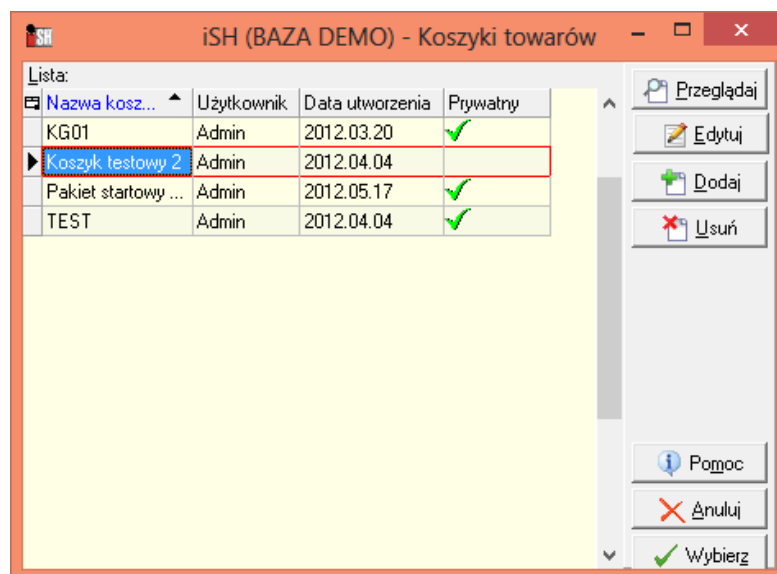 iSH iSH (BAZA DEMO) - Koszyki towarów
Lista:
Nazwa kosz... Użytkownik Data utworzenia Prywatny
KG01 Admin 2012.03.20
Koszyk testowy 2 Admin 2012.04.04
Pakiet startowy ... Admin 2012.05.17
TEST Admin 2012.04.04
Przeglądaj
Edytuj
Dodaj
Usuń
Pomoc
Anuluj
Wybierz